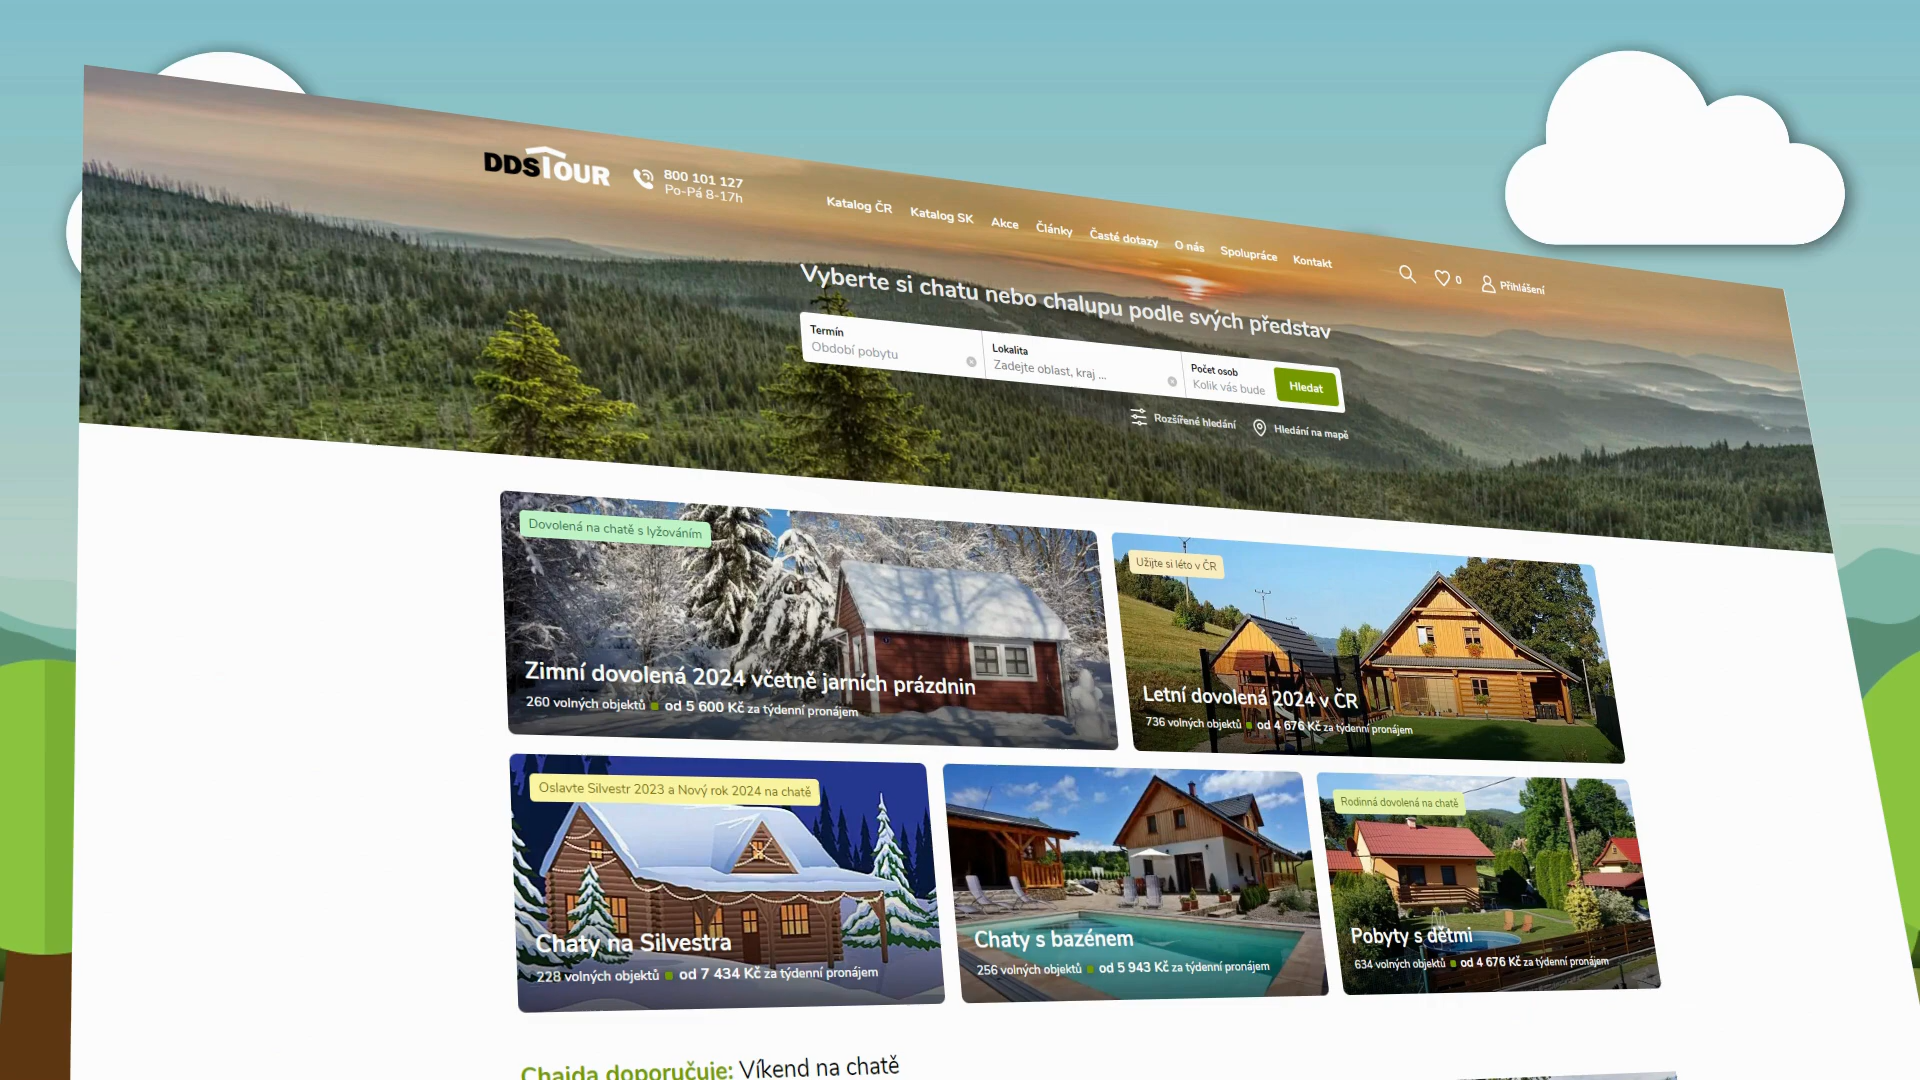 DDSTOUR
800 101 127
Po-Pá 8-17h
Katalog ČR Katalog SK Akce Články Časté dotazy O nás Spolupráce Kontakt
0 Přihlášení
Vyberte si chatu nebo chalupu podle svých představ
Termín
Období pobytu
Lokalita
Zadejte oblast, kraj ...
Počet osob
Kolik vás bude
Hledat
Rozšířené hledání Hledání na mapě
Dovolená na chatě s lyžováním
Zimní dovolená 2024 včetně jarních prázdnin
260 volných objektů od 5 600 Kč za týdenní pronájem
Užijte si léto v ČR
Letní dovolená 2024 v ČR
736 volných objektů od 4 676 Kč za týdenní pronájem
Oslavte Silvestr 2023 a Nový rok 2024 na chatě
Chaty na Silvestra
228 volných objektů od 7 434 Kč za týdenní pronájem
Chaty s bazénem
256 volných objektů od 5 943 Kč za týdenní pronájem
Rodinná dovolená na chatě
Pobyty s dětmi
634 volných objektů od 4 676 Kč za týdenní pronájem
Chajda doporučuje: Víkend na chatě